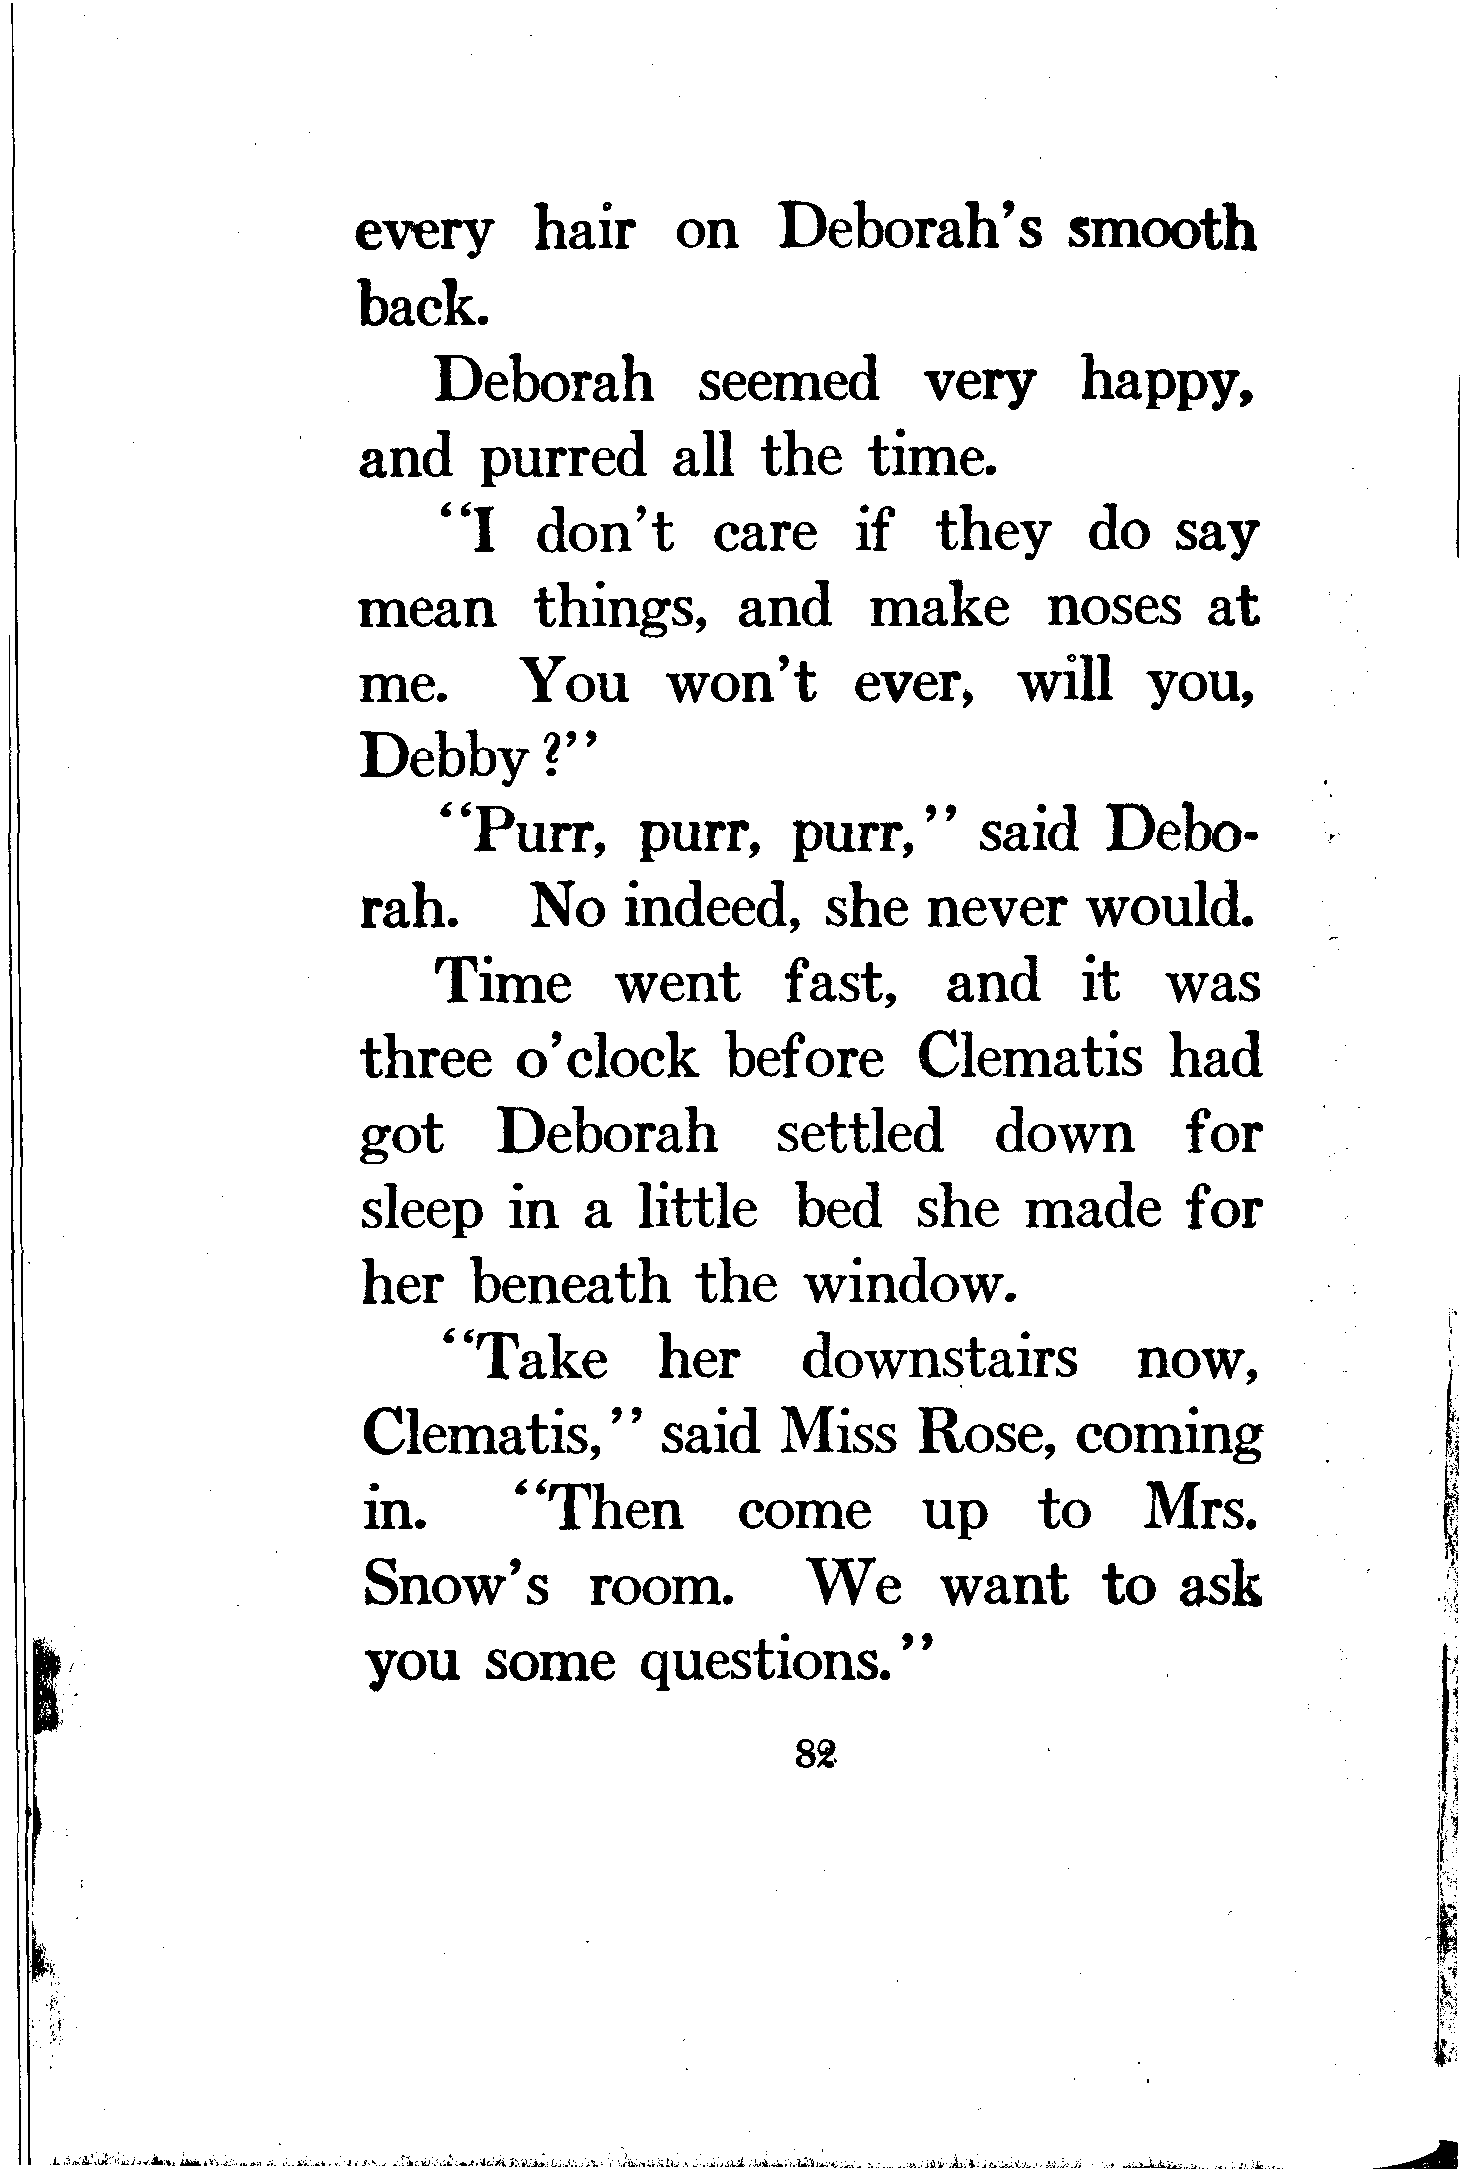 every hair on Deborah's smooth
back.
Deborah seemed very happy,
and purred all the time.
"I don't care if they do say
mean things, and make noses at
me. You won't ever, will you,
Debby?"
"Purr, purr, purr," said Debo-
rah. No indeed, she never would.
Time went fast, and it was
three o'clock before Clematis had
got Deborah settled down for
sleep in a little bed she made for
her beneath the window.
"Take her downstairs now,
Clematis," said Miss Rose, coming
in. "Then come up to Mrs.
Snow's room. We want to ask
you some questions."
82